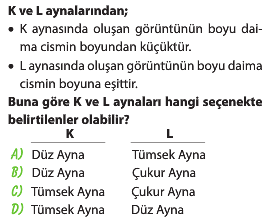 K ve L aynalarından;
• K aynasında oluşan görüntünün boyu dai-
ma cismin boyundan küçüktür.
• L aynasında oluşan görüntünün boyu daima
cismin boyuna eşittir.
Buna göre K ve L aynaları hangi seçenekte
belirtilenler olabilir?
K L
A) Düz Ayna Tümsek Ayna
B) Düz Ayna Çukur Ayna
C) Tümsek Ayna Çukur Ayna
D) Tümsek Ayna Düz Ayna